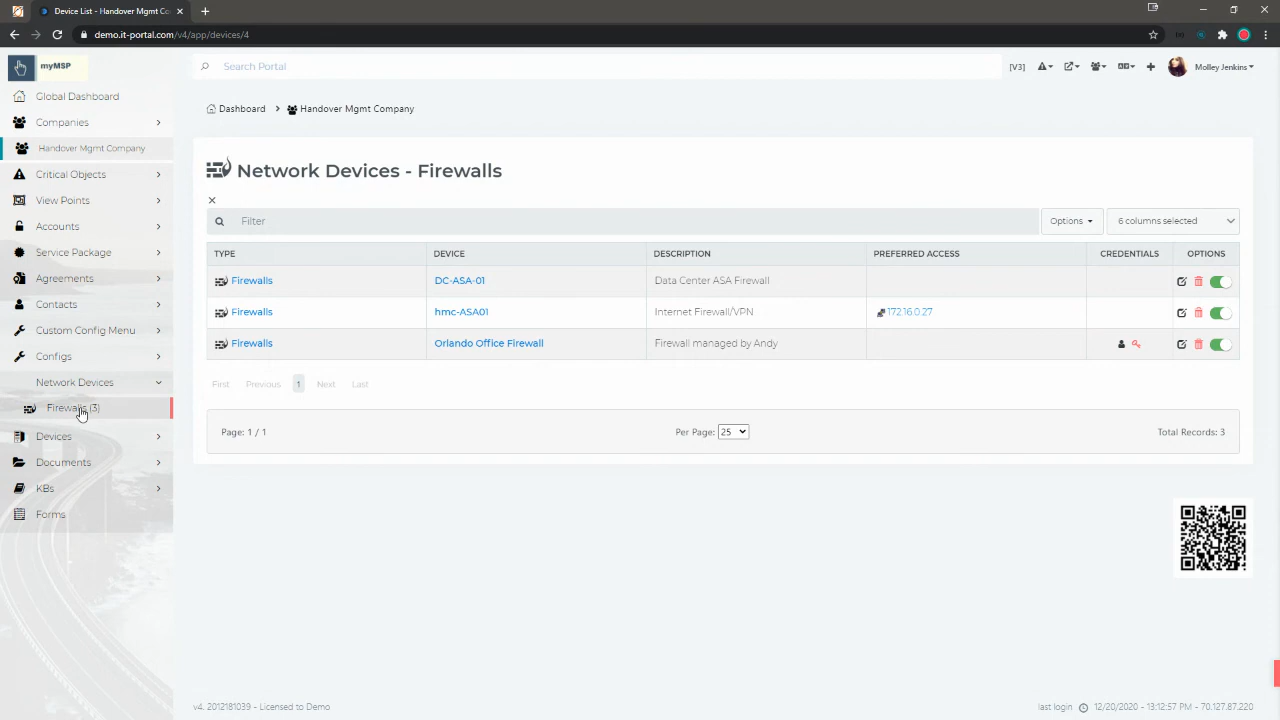 Device List - Handover Mgmt Co
demo.it-portal.com/v4/app/devices/4
myMSP
Search Portal
[V3]
Molley Jenkins
Global Dashboard
Companies
Handover Mgmt Company
Critical Objects
View Points
Accounts
Service Package
Agreements
Contacts
Custom Config Menu
Configs
Network Devices
Firewalls (3)
Devices
Documents
KBs
Forms
Dashboard > Handover Mgmt Company
Network Devices - Firewalls
Filter
Options
6 columns selected
TYPE DEVICE DESCRIPTION PREFERRED ACCESS CREDENTIALS OPTIONS
Firewalls DC-ASA-01 Data Center ASA Firewall
Firewalls hmc-ASA01 Internet Firewall/VPN 172.16.0.27
Firewalls Orlando Office Firewall Firewall managed by Andy
First Previous 1 Next Last
Page: 1 / 1 Per Page: 25 Total Records: 3
v4. 2012181039 - Licensed to Demo
last login 12/20/2020 - 13:12:57 PM - 70.127.87.220